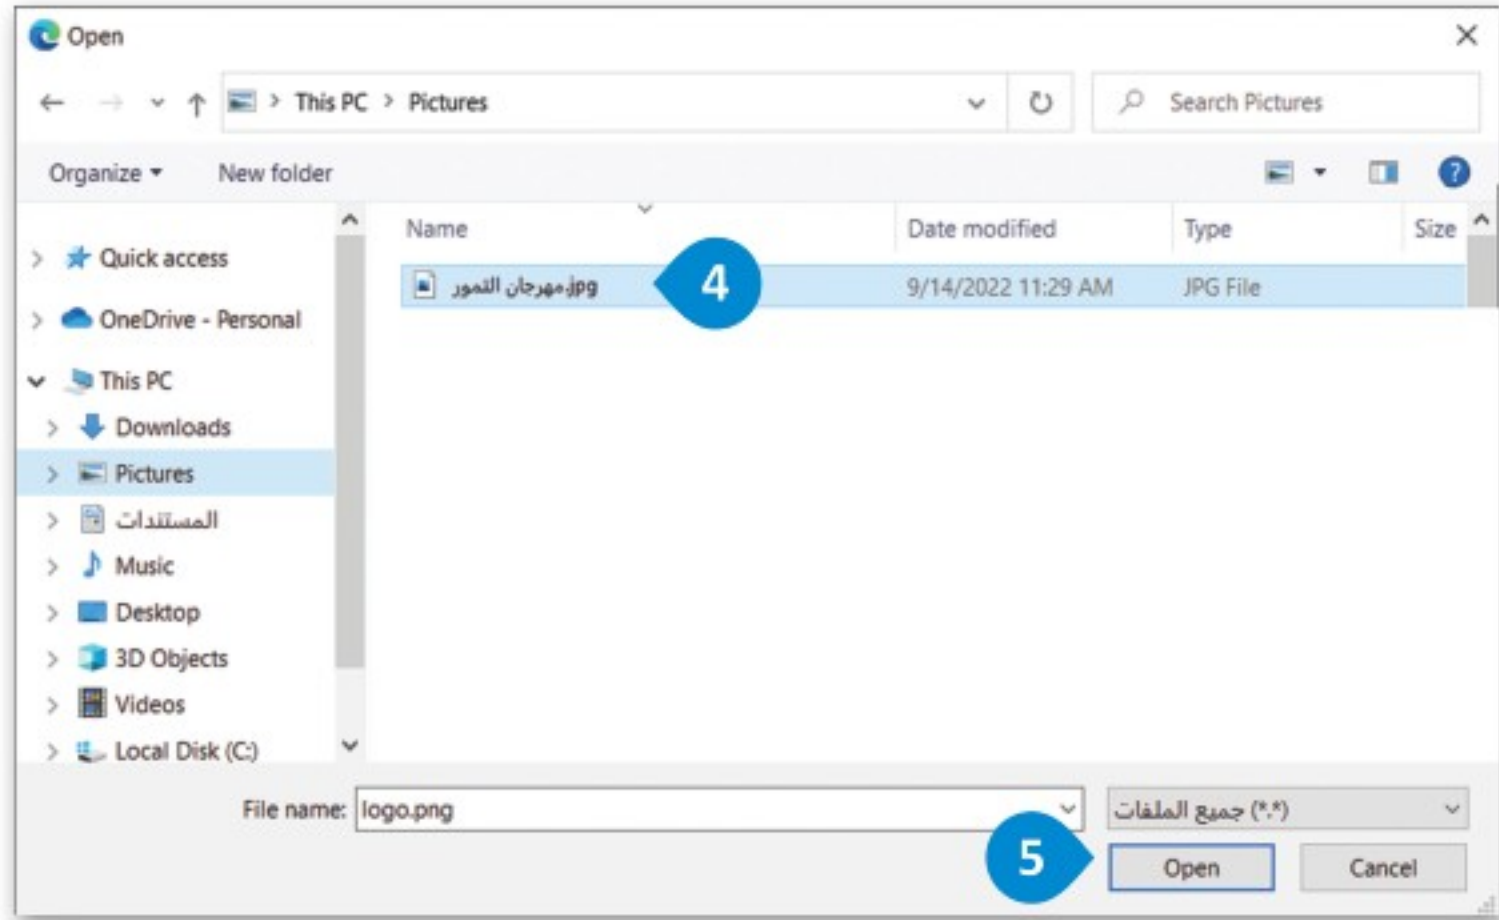 Open
This PC > Pictures
Search Pictures
Organize
New folder
Name
Date modified
Type
Size
Quick access
مهرجان التمور.jpg
4
9/14/2022 11:29 AM
JPG File
OneDrive - Personal
This PC
Downloads
Pictures
المستندات
Music
Desktop
3D Objects
Videos
Local Disk (C:)
File name:
logo.png
جميع الملفات (*.*)
5
Open
Cancel